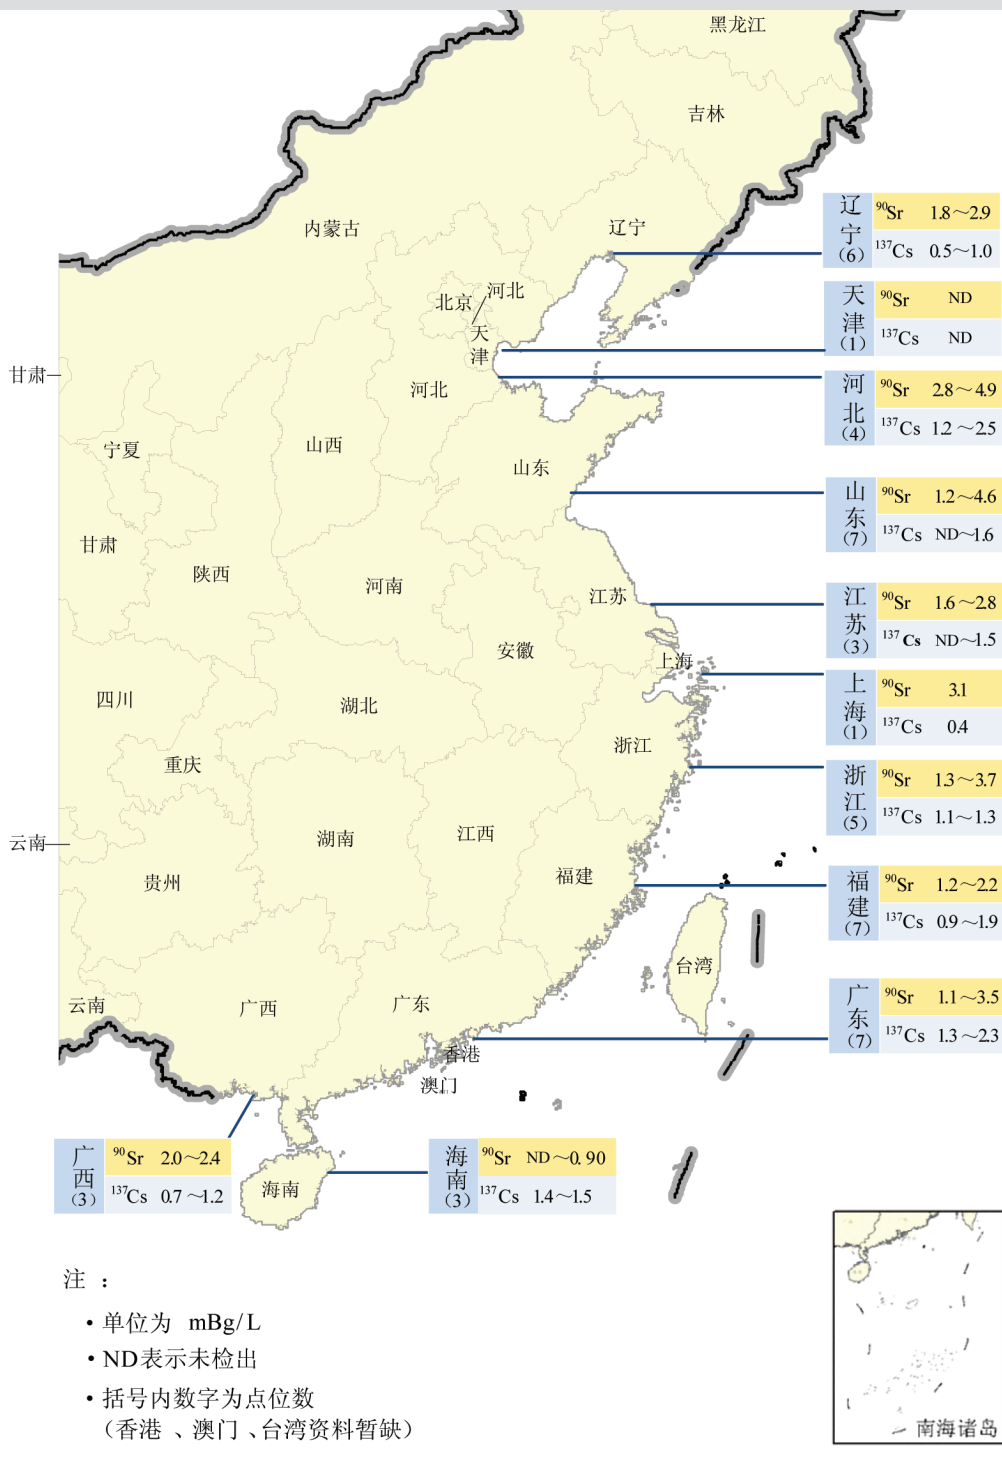 黑龙江
吉林
内蒙古
辽宁
北京
河北
天津
甘肃
河北
宁夏
山西
山东
甘肃
陕西
河南
江苏
安徽
上海
四川
湖北
浙江
重庆
云南
湖南
江西
贵州
福建
台湾
云南
广西
广东
香港
澳门
海南
辽宁(6) ⁹⁰Sr 1.8～2.9
¹³⁷Cs 0.5～1.0
天津(1) ⁹⁰Sr ND
¹³⁷Cs ND
河北(4) ⁹⁰Sr 2.8～4.9
¹³⁷Cs 1.2～2.5
山东(7) ⁹⁰Sr 1.2～4.6
¹³⁷Cs ND～1.6
江苏(3) ⁹⁰Sr 1.6～2.8
¹³⁷Cs ND～1.5
上海(1) ⁹⁰Sr 3.1
¹³⁷Cs 0.4
浙江(5) ⁹⁰Sr 1.3～3.7
¹³⁷Cs 1.1～1.3
福建(7) ⁹⁰Sr 1.2～2.2
¹³⁷Cs 0.9～1.9
广东(7) ⁹⁰Sr 1.1～3.5
¹³⁷Cs 1.3～2.3
广西(3) ⁹⁰Sr 2.0～2.4
¹³⁷Cs 0.7～1.2
海南(3) ⁹⁰Sr ND～0.90
¹³⁷Cs 1.4～1.5
注：
・单位为 mBg/L
・ND表示未检出
・括号内数字为点位数
（香港、澳门、台湾资料暂缺）
南海诸岛